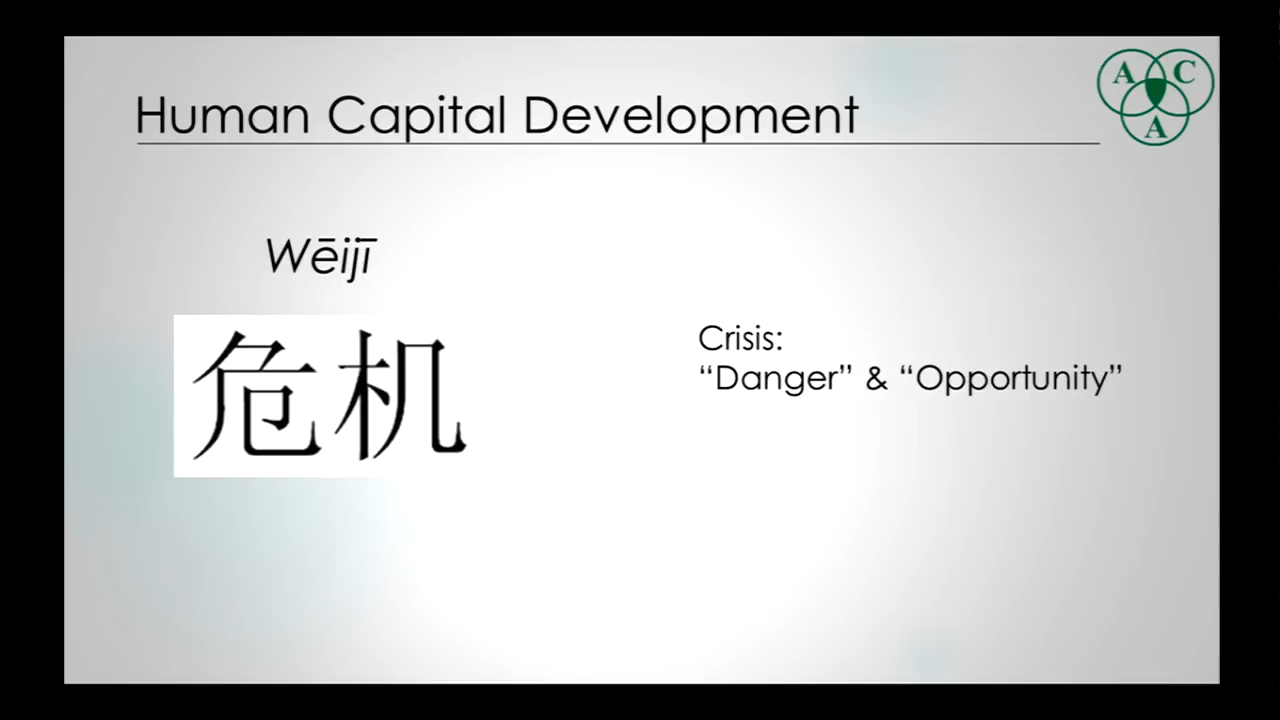 Human Capital Development
A C
A
Wēijī
危机
Crisis:
“Danger” & “Opportunity”